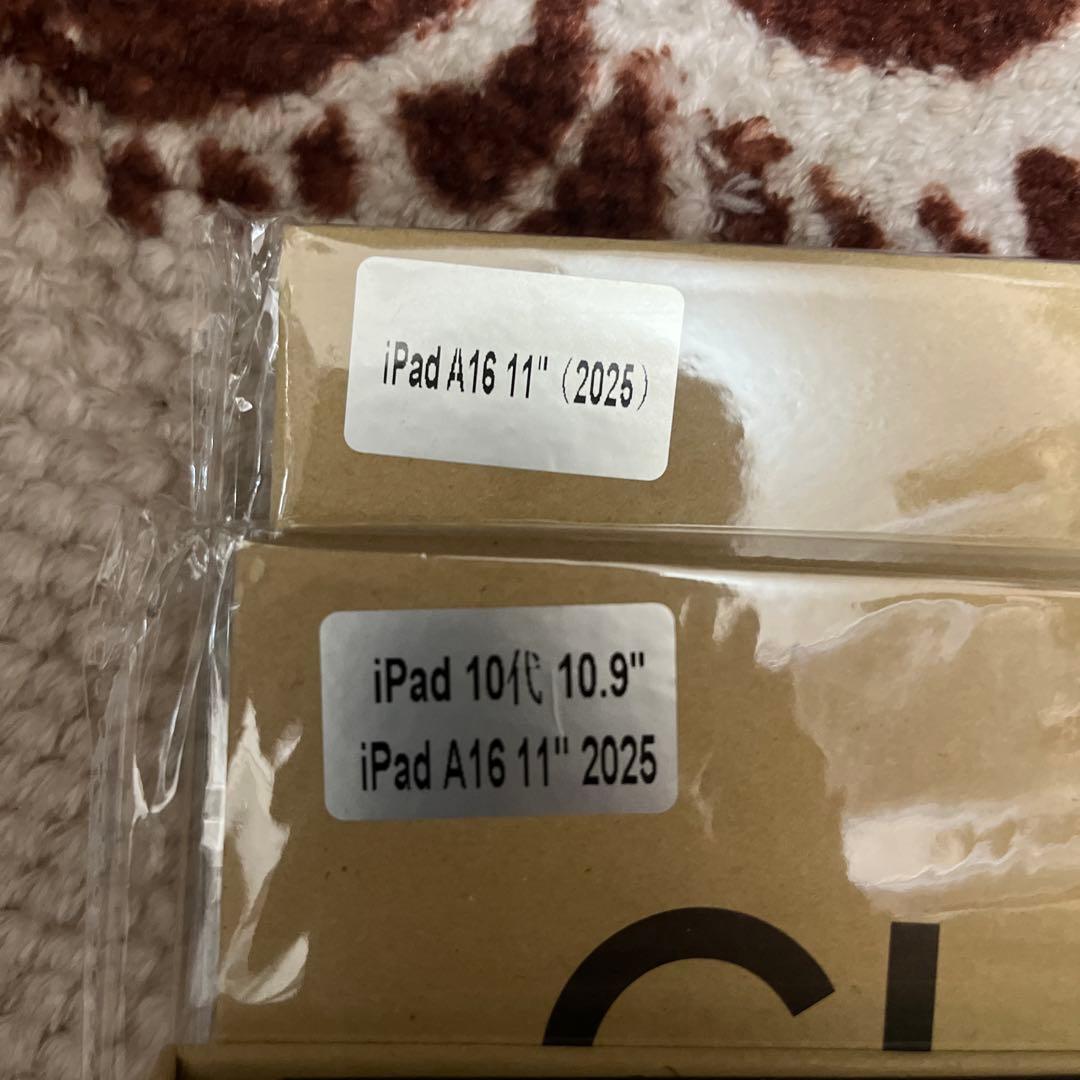 iPad A16 11"（2025）
iPad 10代 10.9"
iPad A16 11" 2025